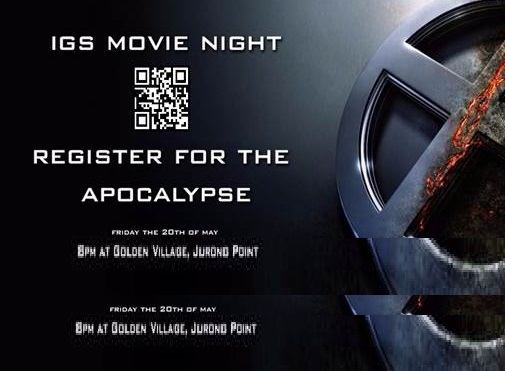 IGS MOVIE NIGHT
REGISTER FOR THE
APOCALYPSE
FRIDAY THE 20TH OF MAY
8PM AT GOLDEN VILLAGE, JURONG POINT
FRIDAY THE 20TH OF MAY
8PM AT GOLDEN VILLAGE, JURONG POINT